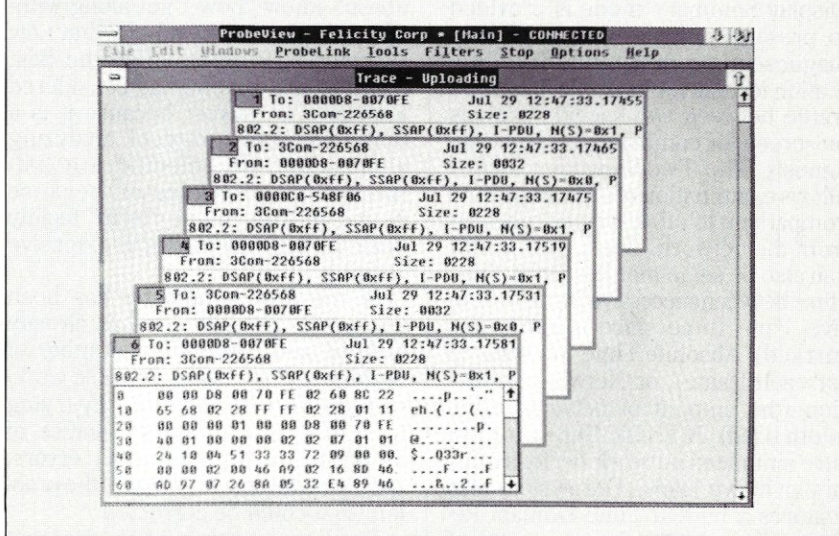 ProbeView - Felicity Corp * [Main] - CONNECTED
File Edit Windows ProbeLink Tools Filters Stop Options Help
Trace - Uploading
1 To: 0000D8-0070FE Jul 29 12:47:33.17455
From: 3Com-226568 Size: 0228
802.2: DSAP(0xff), SSAP(0xff), I-PDU, N(S)=0x1, P
2 To: 3Com-226568 Jul 29 12:47:33.17465
From: 0000D8-0070FE Size: 0032
802.2: DSAP(0xff), SSAP(0xff), I-PDU, N(S)=0x0, P
3 To: 0000C0-548F06 Jul 29 12:47:33.17475
From: 3Com-226568 Size: 0228
802.2: DSAP(0xff), SSAP(0xff), I-PDU, N(S)=0x1, P
4 To: 0000D8-0070FE Jul 29 12:47:33.17519
From: 3Com-226568 Size: 0228
802.2: DSAP(0xff), SSAP(0xff), I-PDU, N(S)=0x1, P
5 To: 3Com-226568 Jul 29 12:47:33.17531
From: 0000D8-0070FE Size: 0032
802.2: DSAP(0xff), SSAP(0xff), I-PDU, N(S)=0x0, P
6 To: 0000D8-0070FE Jul 29 12:47:33.17581
From: 3Com-226568 Size: 0228
802.2: DSAP(0xff), SSAP(0xff), I-PDU, N(S)=0x1, P
0 00 00 D8 00 70 FE 02 60 8C 22 ....p..`."
10 65 68 02 28 FF FF 02 28 01 11 eh.(...(..
20 00 00 00 01 00 00 D8 00 70 FE ........p.
30 40 01 00 00 00 02 02 07 01 01 @.........
40 24 10 04 51 33 33 72 09 00 00 $..Q33r...
50 00 00 02 00 46 A9 02 16 8D 46 ....F....F
60 AD 97 07 26 8A 05 32 E4 89 46 ...&..2..F